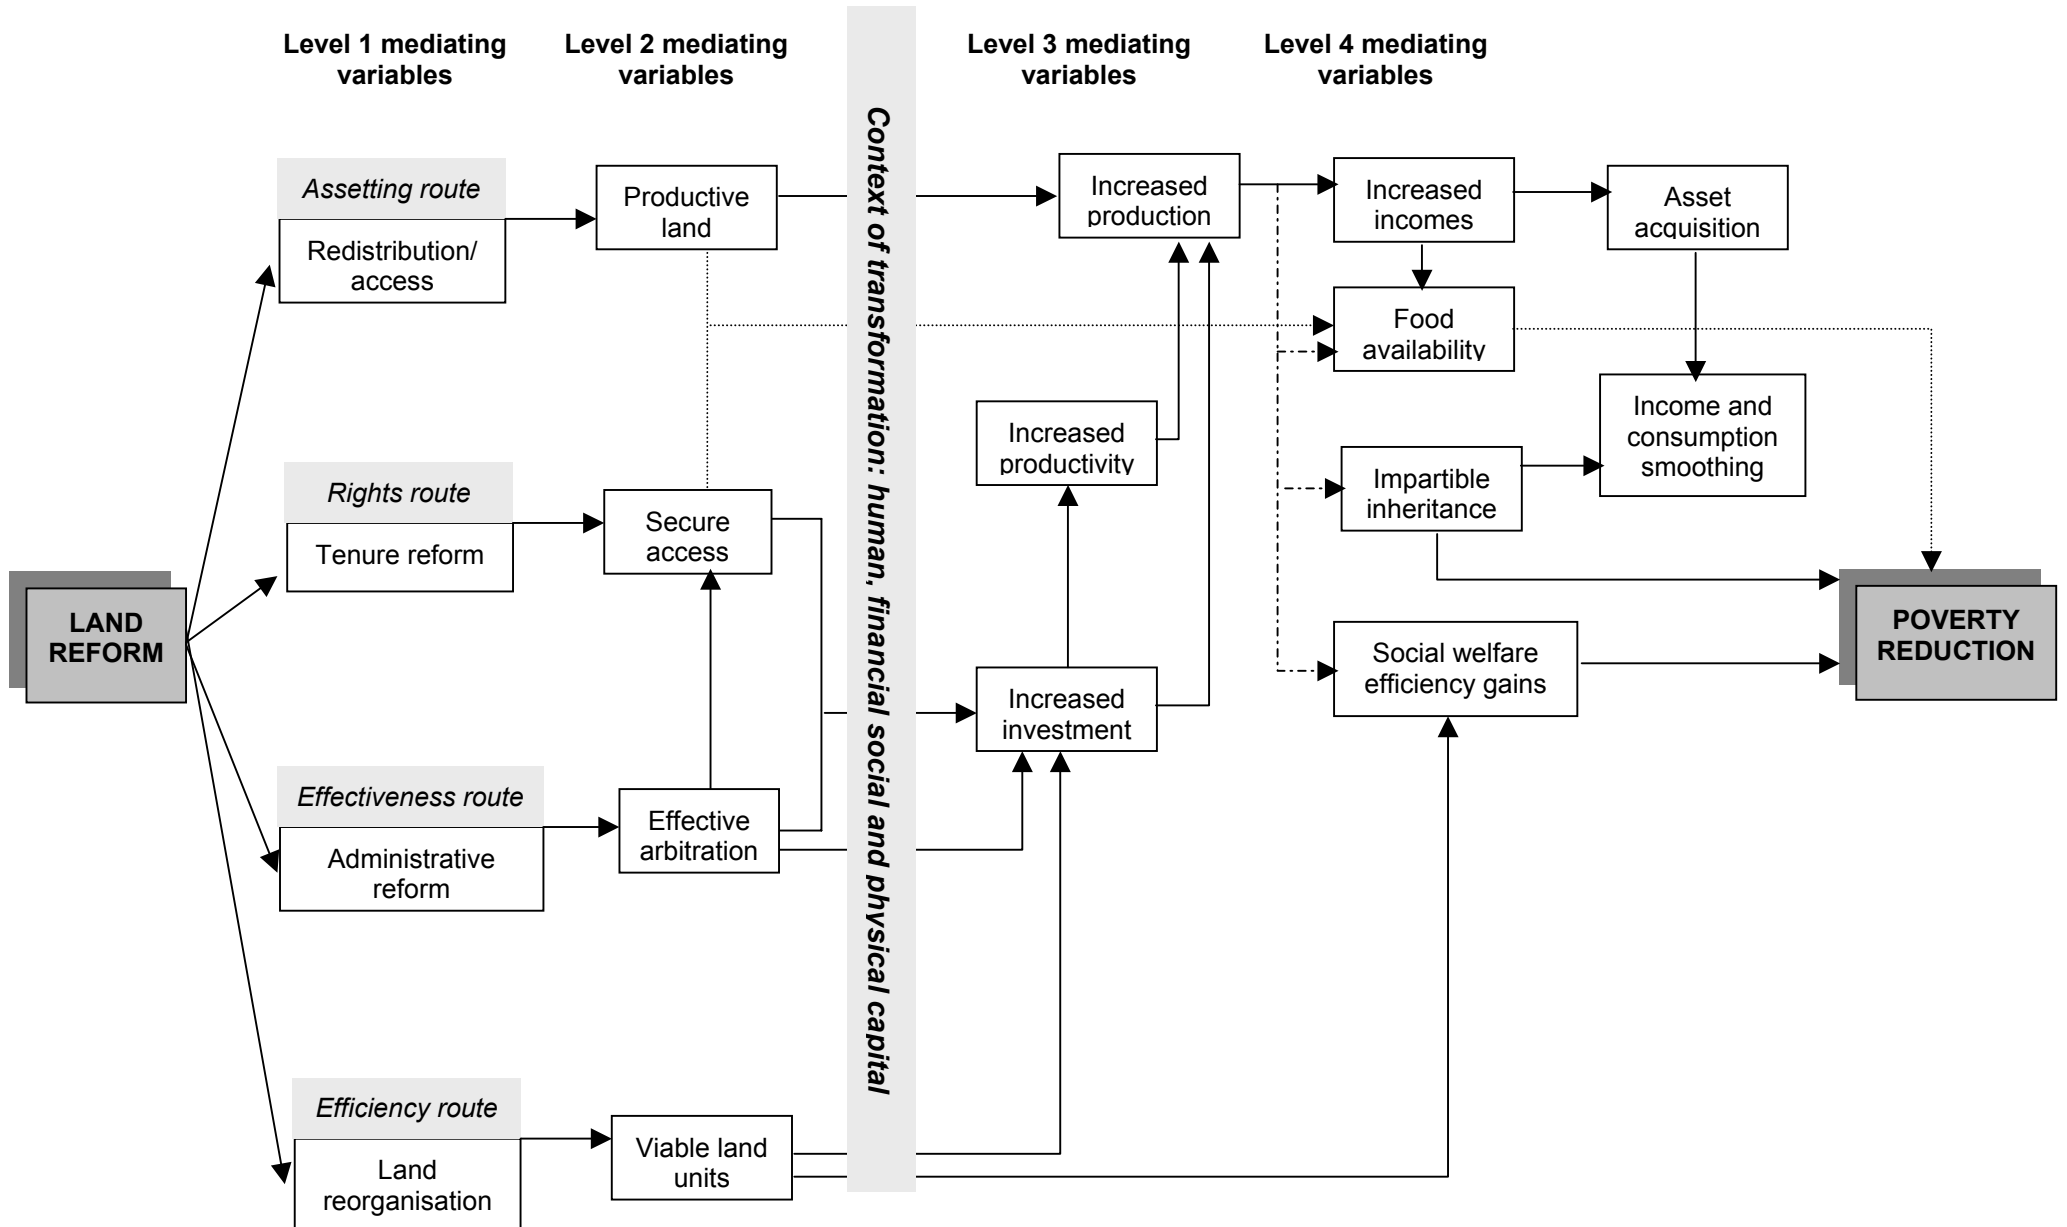 Level 1 mediating
variables
Level 2 mediating
variables
Level 3 mediating
variables
Level 4 mediating
variables
Assetting route
Redistribution/
access
Productive
land
Context of transformation: human, financial social and physical capital
Increased
production
Increased
incomes
Asset
acquisition
Food
availability
Income and
consumption
smoothing
Increased
productivity
Impartible
inheritance
Rights route
Tenure reform
Secure
access
LAND
REFORM
POVERTY
REDUCTION
Social welfare
efficiency gains
Increased
investment
Effectiveness route
Administrative
reform
Effective
arbitration
Efficiency route
Land
reorganisation
Viable land
units